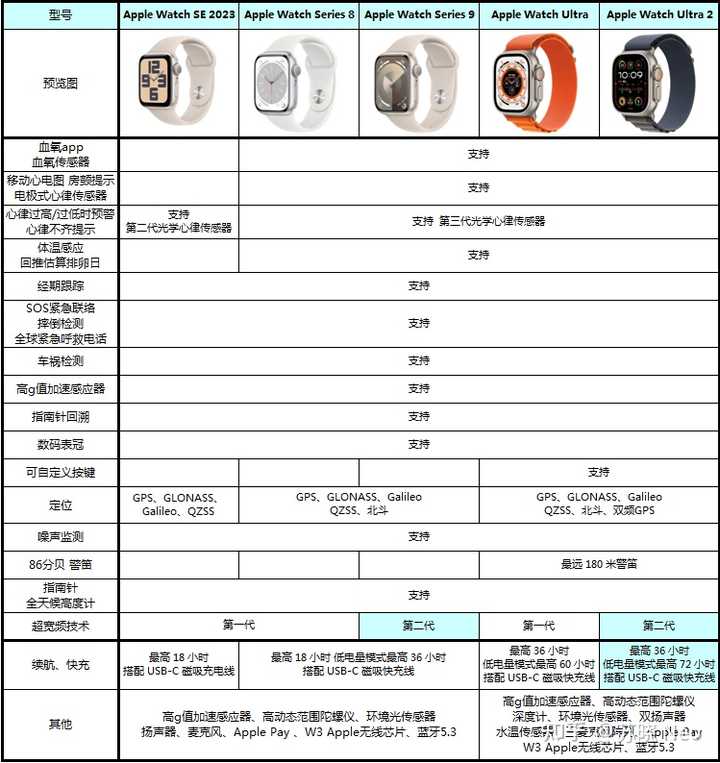 型号
Apple Watch SE 2023
Apple Watch Series 8
Apple Watch Series 9
Apple Watch Ultra
Apple Watch Ultra 2
预览图
血氧app
血氧传感器
支持
移动心电图 房颤提示
电极式心律传感器
支持
心律过高/过低时预警
心律不齐提示
支持
第二代光学心律传感器
支持 第三代光学心律传感器
体温感应
回推估算排卵日
支持
经期跟踪
支持
SOS紧急联络
摔倒检测
全球紧急呼救电话
支持
车祸检测
支持
高g值加速感应器
支持
指南针回溯
支持
数码表冠
支持
可自定义按键
支持
定位
GPS、GLONASS、
Galileo、QZSS
GPS、GLONASS、Galileo
QZSS、北斗
GPS、GLONASS、Galileo
QZSS、北斗、双频GPS
噪声监测
支持
86分贝 警笛
最远 180 米警笛
指南针
全天候高度计
支持
超宽频技术
第一代
第二代
第一代
第二代
续航、快充
最高 18 小时
搭配 USB-C 磁吸充电线
最高 18 小时 低电量模式最高 36 小时
搭配 USB-C 磁吸快充线
最高 36 小时
低电量模式最高 60 小时
搭配 USB-C 磁吸快充线
最高 36 小时
低电量模式最高 72 小时
搭配 USB-C 磁吸快充线
其他
高g值加速感应器、高动态范围陀螺仪、环境光传感器
扬声器、麦克风、Apple Pay 、W3 Apple无线芯片、蓝牙5.3
高g值加速感应器、高动态范围陀螺仪
深度计、环境光传感器、双扬声器
水温传感器、三麦克风阵列、Apple Pay
W3 Apple无线芯片、蓝牙5.3
知乎